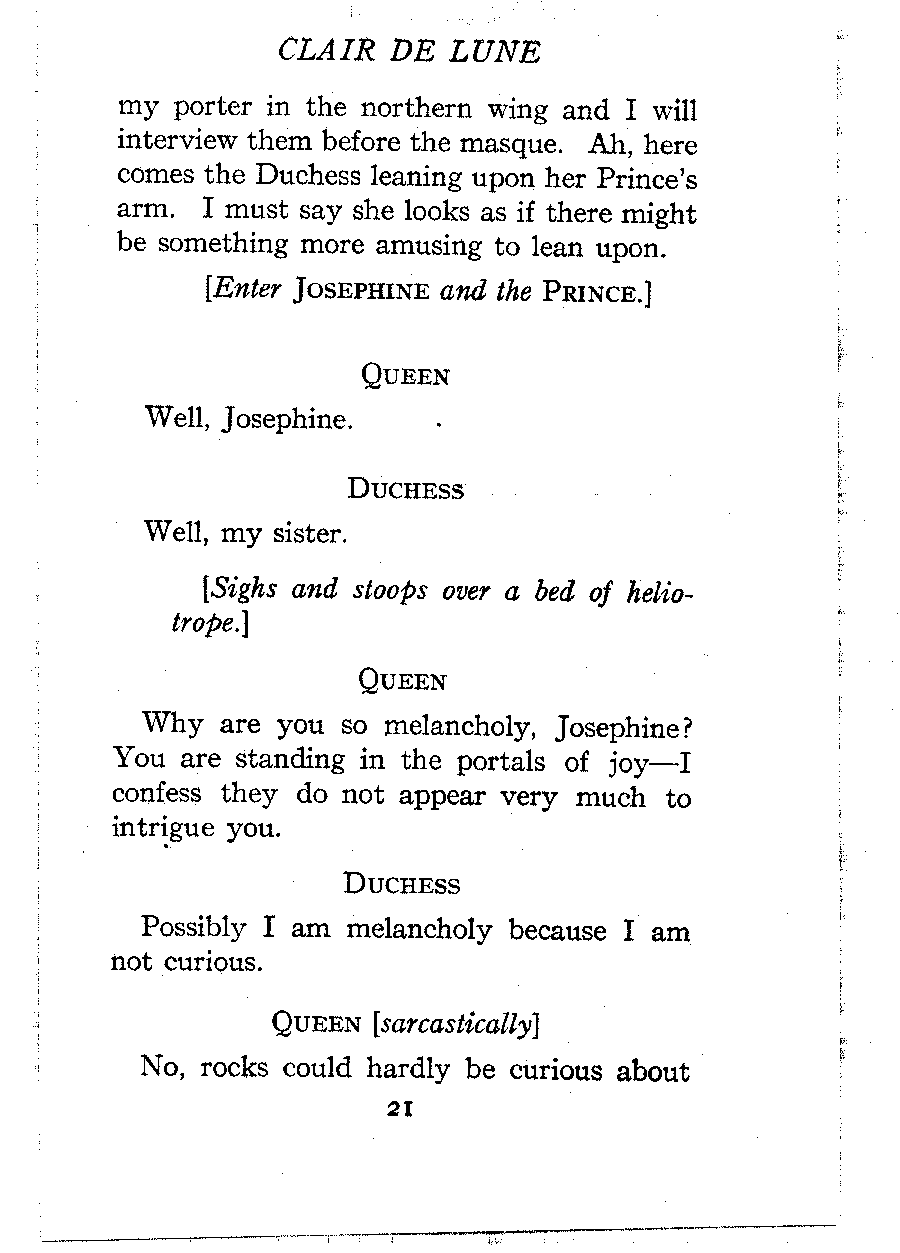 CLAIR DE LUNE
my porter in the northern wing and I will
interview them before the masque. Ah, here
comes the Duchess leaning upon her Prince's
arm. I must say she looks as if there might
be something more amusing to lean upon.
[Enter JOSEPHINE and the PRINCE.]
QUEEN
Well, Josephine.
DUCHESS
Well, my sister.
[Sighs and stoops over a bed of helio-
trope.]
QUEEN
Why are you so melancholy, Josephine?
You are standing in the portals of joy—I
confess they do not appear very much to
intrigue you.
DUCHESS
Possibly I am melancholy because I am
not curious.
QUEEN [sarcastically]
No, rocks could hardly be curious about
21